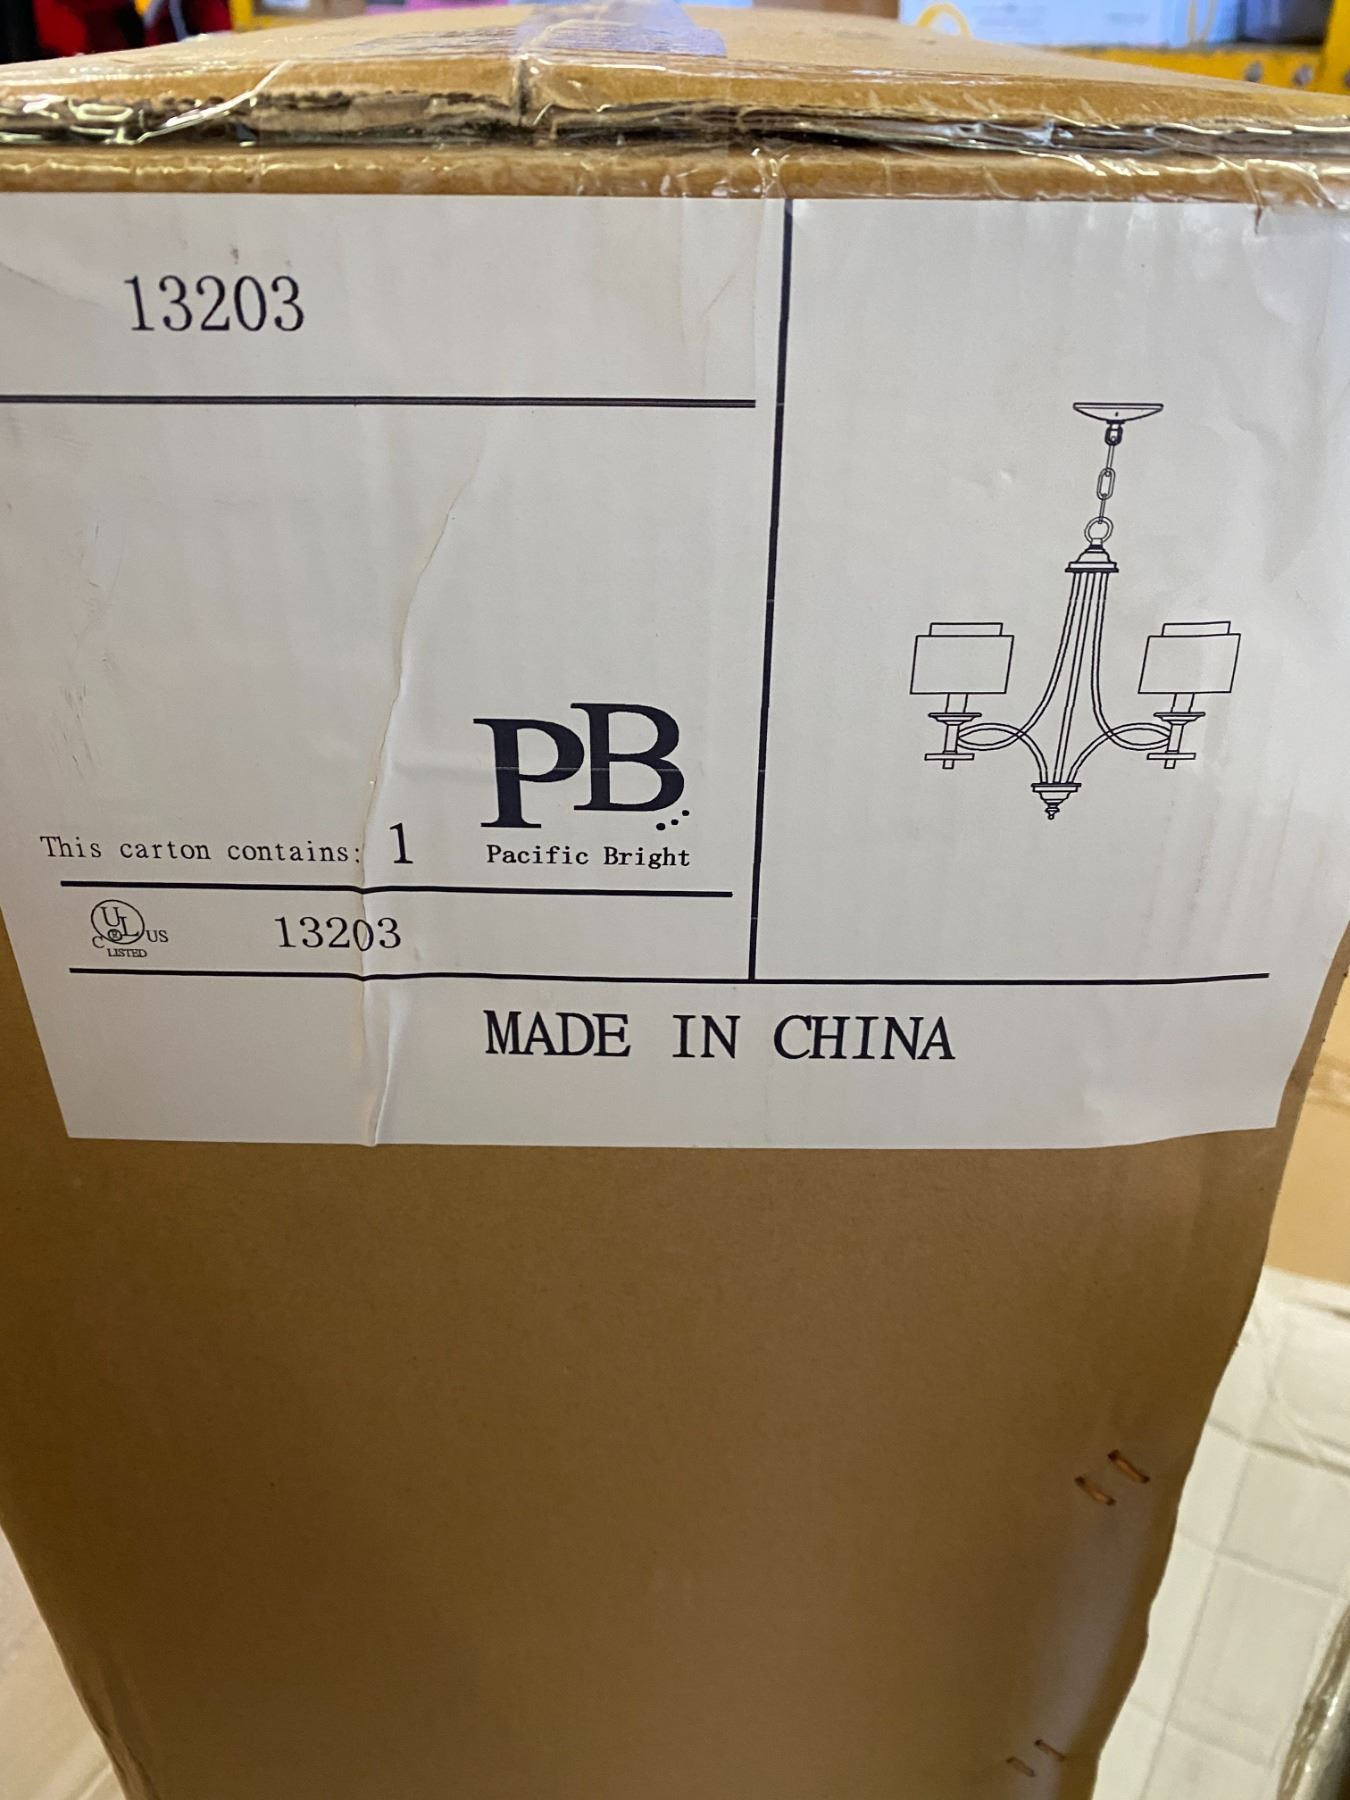 13203
PB
This carton contains: 1
Pacific Bright
C UL ® US
LISTED
13203
MADE IN CHINA